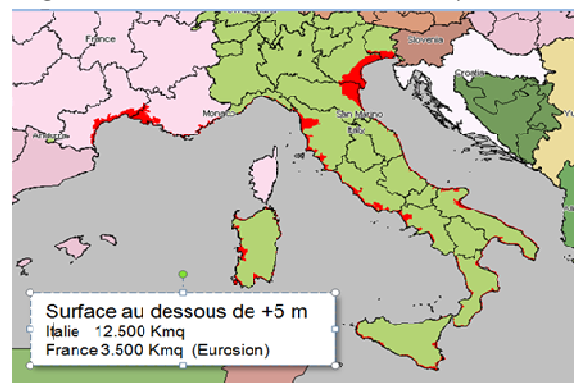 France
Slovenia
Croatia
Monaco
San Marino
Italy
Andorra
Surface au dessous de +5 m
Italie 12.500 Kmq
France 3.500 Kmq (Eurosion)